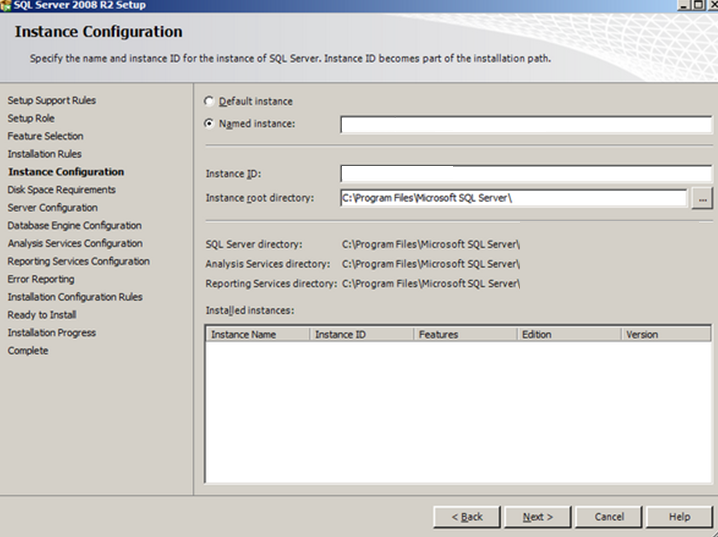 SQL Server 2008 R2 Setup
Instance Configuration
Specify the name and instance ID for the instance of SQL Server. Instance ID becomes part of the installation path.
Setup Support Rules
Setup Role
Feature Selection
Installation Rules
Instance Configuration
Disk Space Requirements
Server Configuration
Database Engine Configuration
Analysis Services Configuration
Reporting Services Configuration
Error Reporting
Installation Configuration Rules
Ready to Install
Installation Progress
Complete
Default instance
Named instance:
Instance ID:
Instance root directory: C:\Program Files\Microsoft SQL Server\ ...
SQL Server directory: C:\Program Files\Microsoft SQL Server\
Analysis Services directory: C:\Program Files\Microsoft SQL Server\
Reporting Services directory: C:\Program Files\Microsoft SQL Server\
Installed instances:
Instance Name Instance ID Features Edition Version
< Back Next > Cancel Help